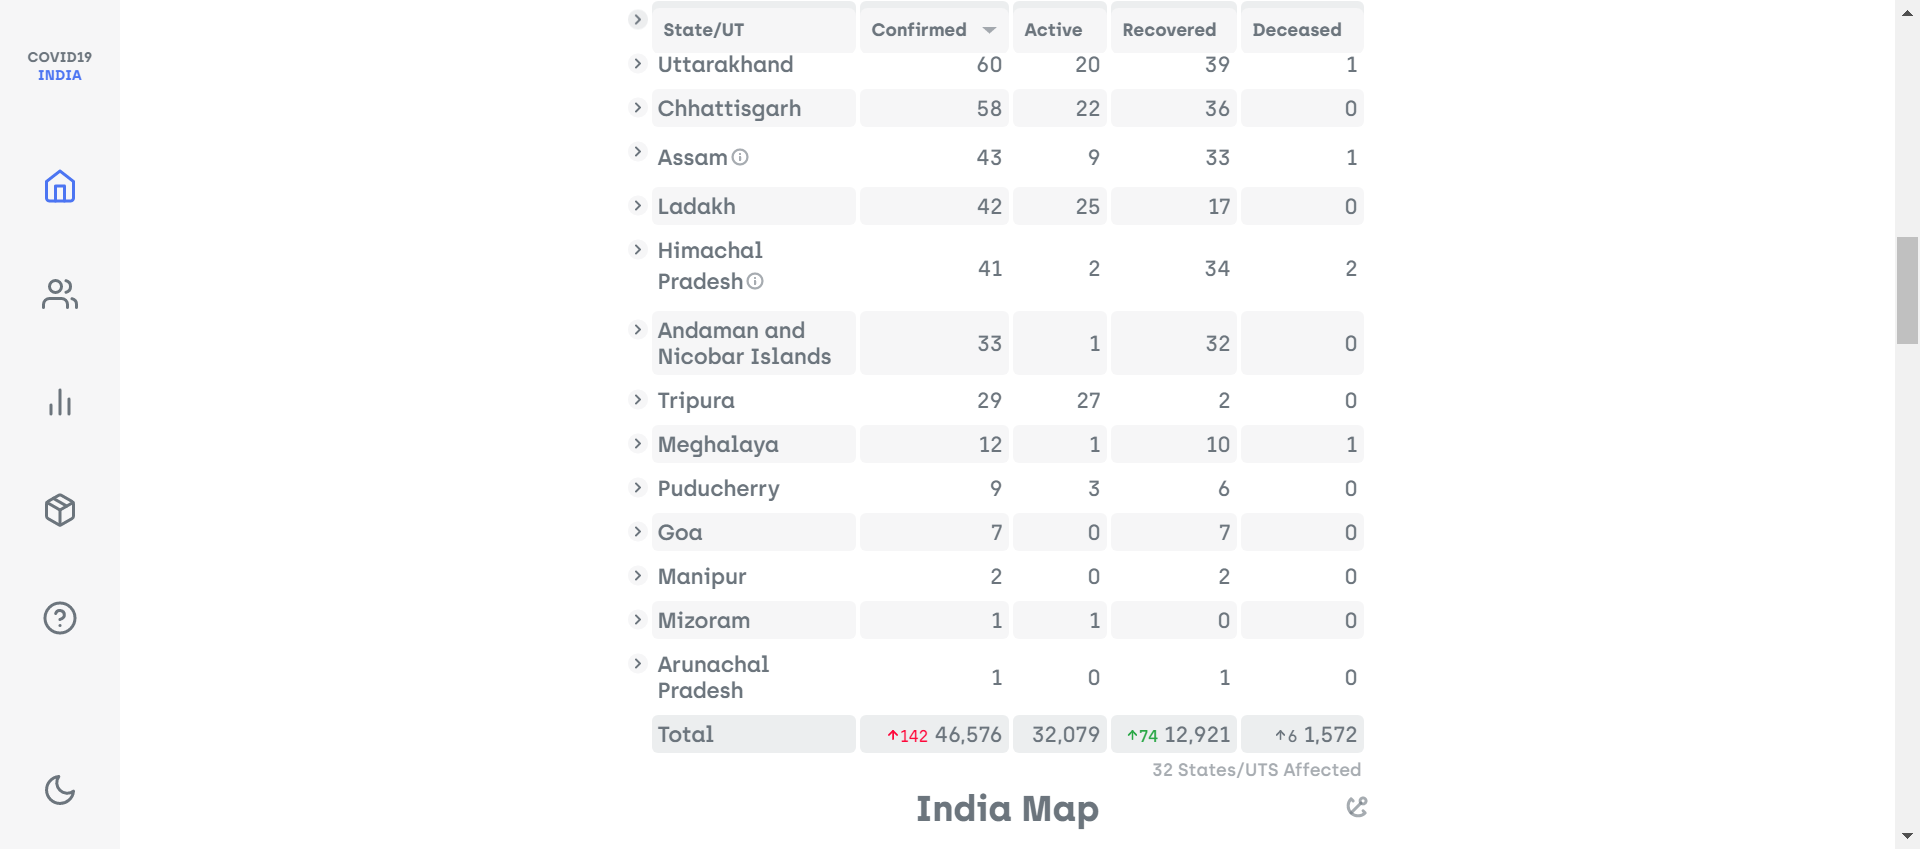 COVID19
INDIA
State/UT Confirmed Active Recovered Deceased
Uttarakhand 60 20 39 1
Chhattisgarh 58 22 36 0
Assam 43 9 33 1
Ladakh 42 25 17 0
Himachal
Pradesh 41 2 34 2
Andaman and
Nicobar Islands 33 1 32 0
Tripura 29 27 2 0
Meghalaya 12 1 10 1
Puducherry 9 3 6 0
Goa 7 0 7 0
Manipur 2 0 2 0
Mizoram 1 1 0 0
Arunachal
Pradesh 1 0 1 0
Total ↑142 46,576 32,079 ↑74 12,921 ↑6 1,572
32 States/UTS Affected
India Map